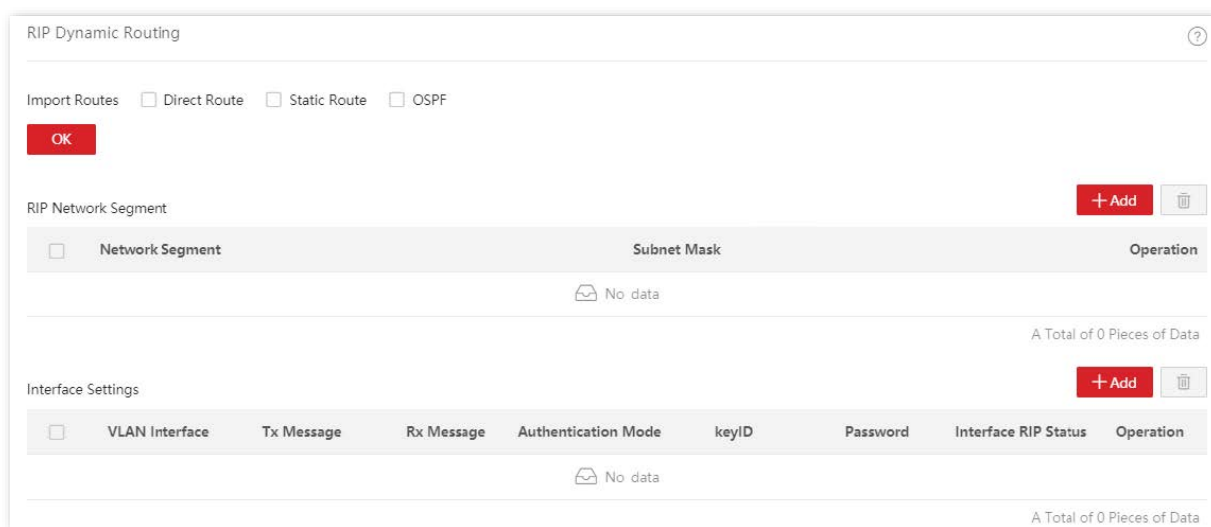 RIP Dynamic Routing
?
Import Routes Direct Route Static Route OSPF
OK
RIP Network Segment
+ Add
Network Segment Subnet Mask Operation
No data
A Total of 0 Pieces of Data
Interface Settings
+ Add
VLAN Interface Tx Message Rx Message Authentication Mode keyID Password Interface RIP Status Operation
No data
A Total of 0 Pieces of Data